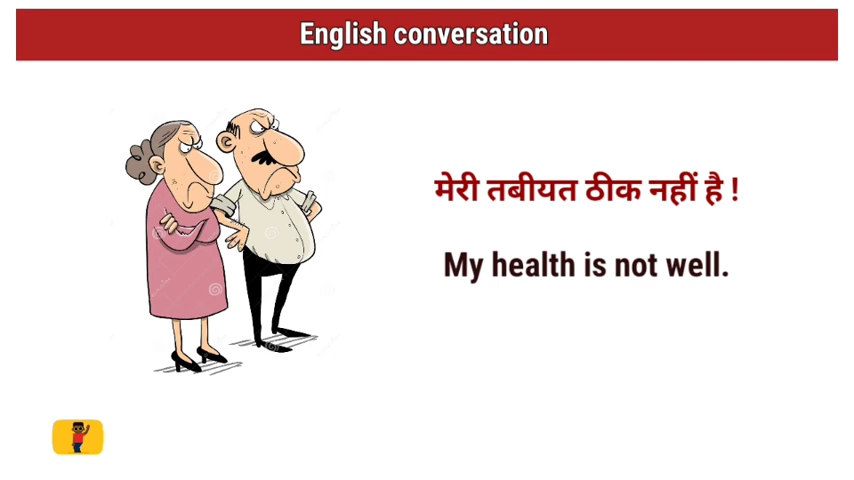 English conversation
मेरी तबीयत ठीक नहीं है !
My health is not well.